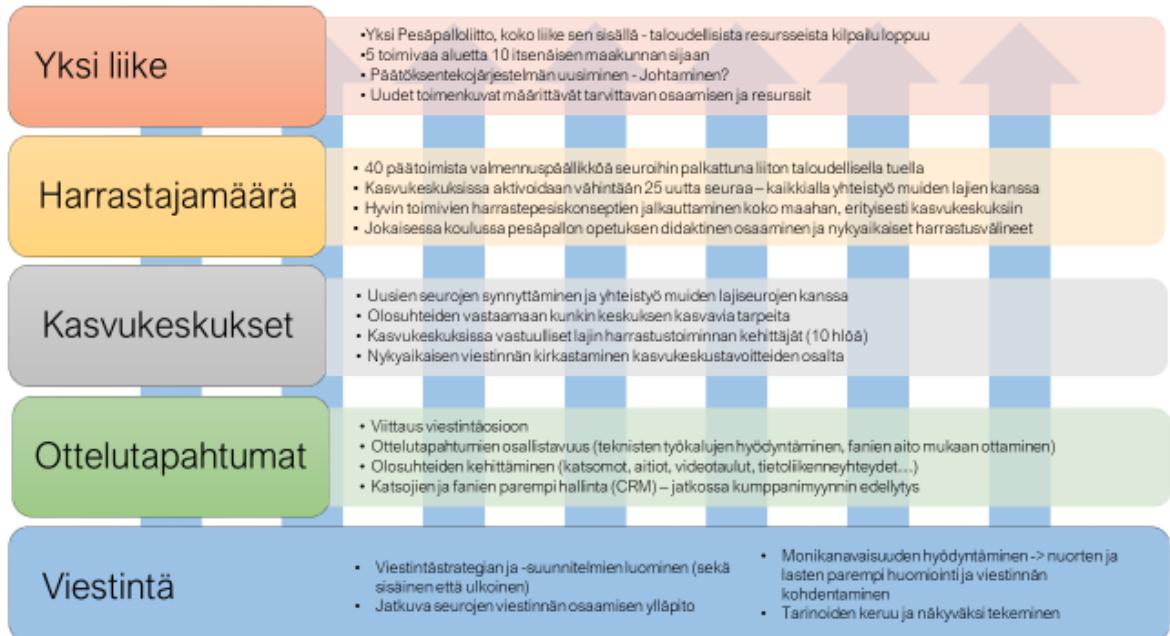 Yksi liike
•Yksi Pesäpalloliitto, koko liike sen sisällä - taloudellisista resursseista kilpailu loppuu
•5 toimivaa aluetta 10 itsenäisen maakunnan sijaan
• Päätöksentekojärjestelmän uusiminen - Johtaminen?
• Uudet toimenkuvat määrittävät tarvittavan osaamisen ja resurssit
Harrastajamäärä
• 40 päätoimista valmennuspäällikköä seuroihin palkattuna liiton taloudellisella tuella
• Kasvukeskuksissa aktivoidaan vähintään 25 uutta seuraa – kaikkialla yhteistyö muiden lajien kanssa
• Hyvin toimivien harrastepesiskonseptien jalkauttaminen koko maahan, erityisesti kasvukeskuksiin
• Jokaisessa koulussa pesäpallon opetuksen didaktinen osaaminen ja nykyaikaiset harrastusvälineet
Kasvukeskukset
• Uusien seurojen synnyttäminen ja yhteistyö muiden lajiseurojen kanssa
• Olosuhteiden vastaamaan kunkin keskuksen kasvavia tarpeita
• Kasvukeskuksissa vastuulliset lajin harrastustoiminnan kehittäjät (10 hlöä)
• Nykyaikaisen viestinnän kirkastaminen kasvukeskustavoitteiden osalta
Ottelutapahtumat
• Viittaus viestintäosioon
• Ottelutapahtumien osallistavuus (teknisten työkalujen hyödyntäminen, fanien aito mukaan ottaminen)
• Olosuhteiden kehittäminen (katsomot, aitiot, videotaulut, tietoliikenneyhteydet…)
• Katsojien ja fanien parempi hallinta (CRM) – jatkossa kumppanimyynnin edellytys
Viestintä
• Viestintästrategian ja -suunnitelmien luominen (sekä
sisäinen että ulkoinen)
• Jatkuva seurojen viestinnän osaamisen ylläpito
• Monikanavaisuuden hyödyntäminen -> nuorten ja
lasten parempi huomiointi ja viestinnän
kohdentaminen
• Tarinoiden keruu ja näkyväksi tekeminen